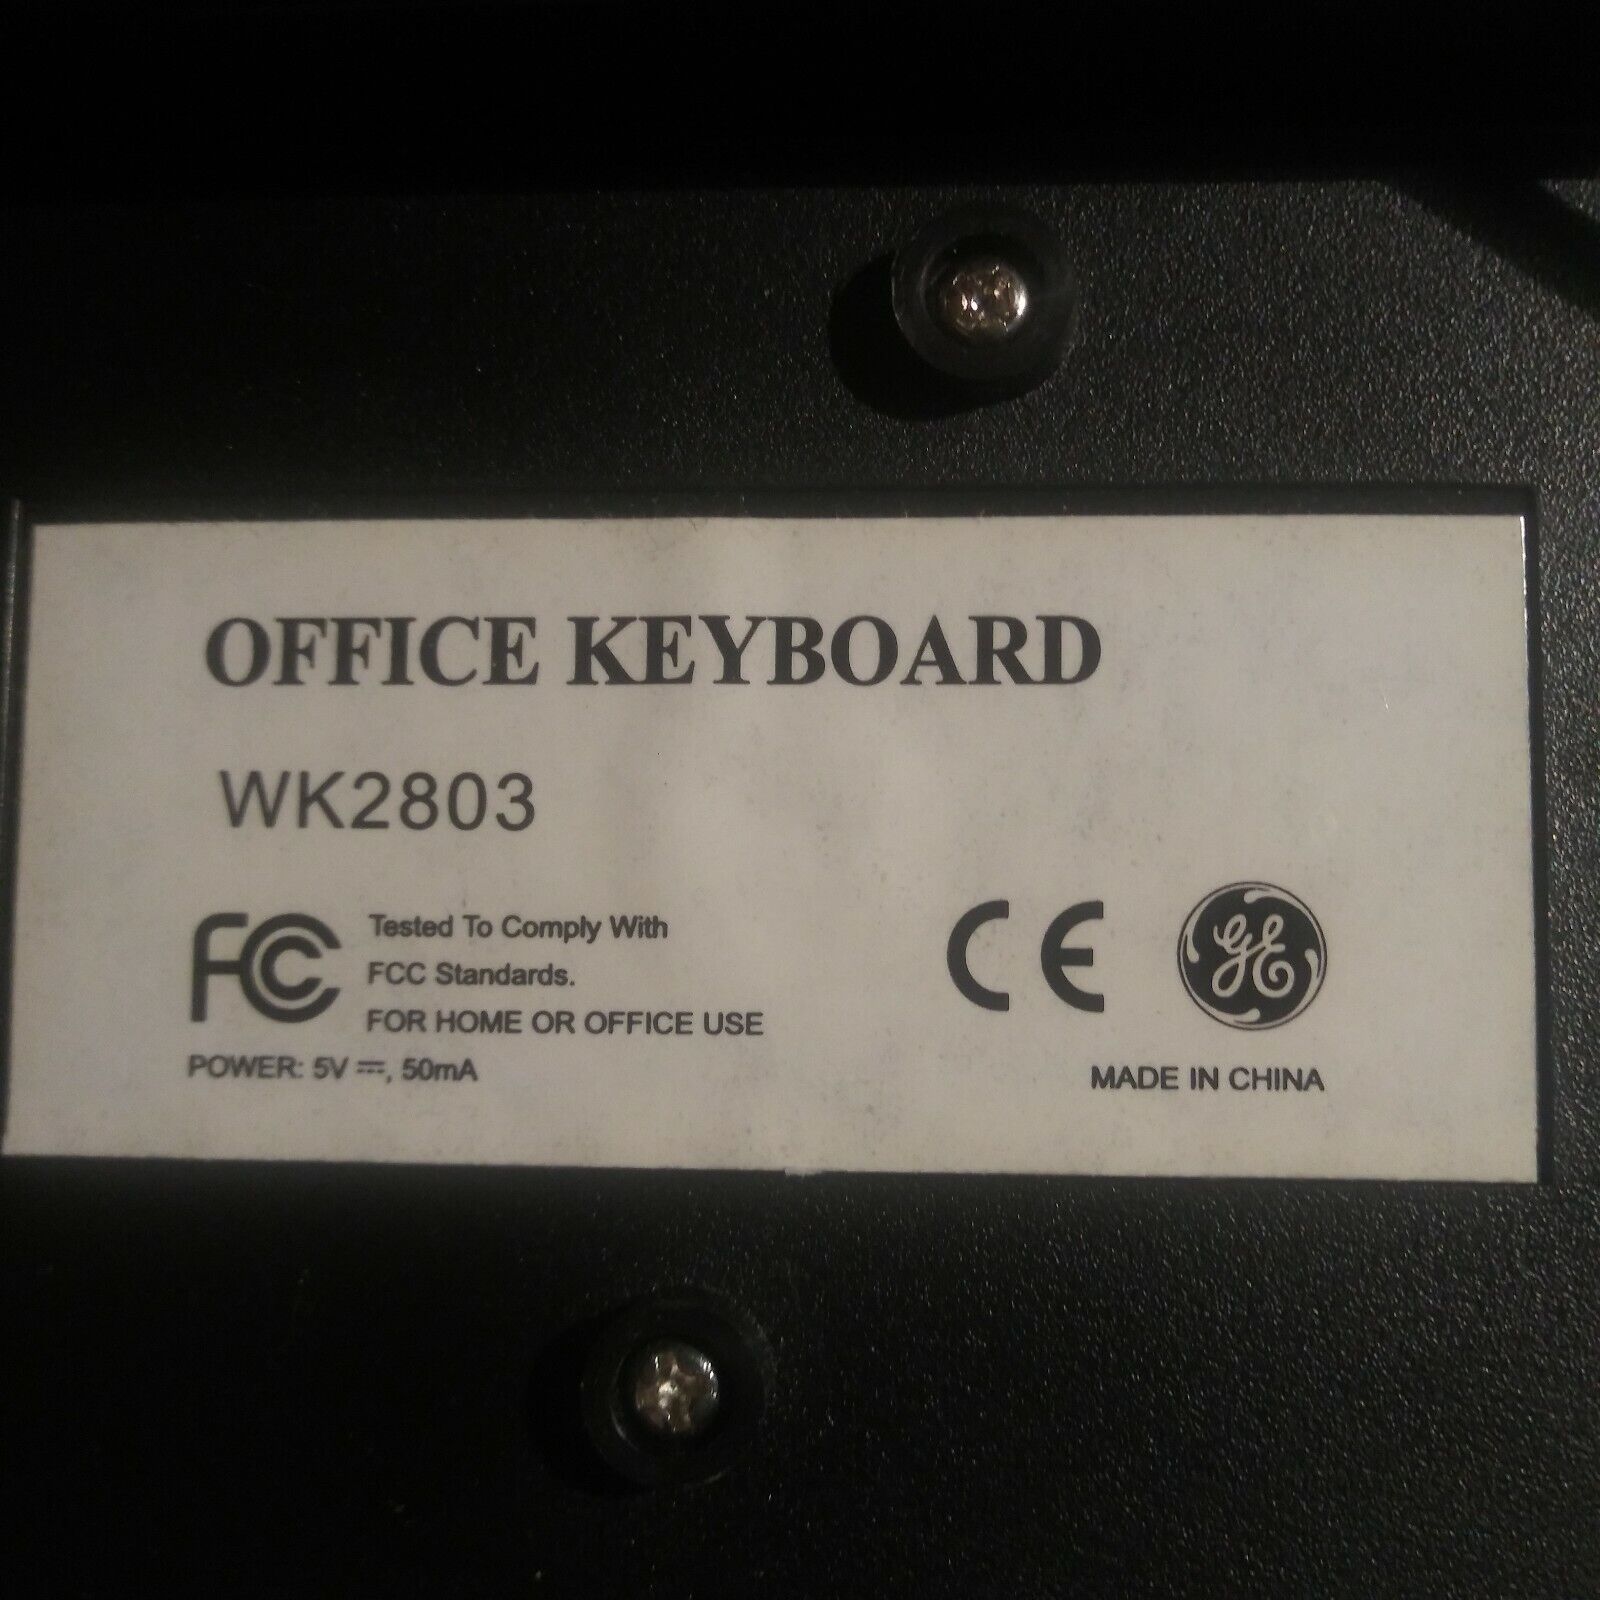 OFFICE KEYBOARD
WK2803
FCC Tested To Comply With
FCC Standards.
FOR HOME OR OFFICE USE
POWER: 5V ⎓, 50mA
CE GE
MADE IN CHINA